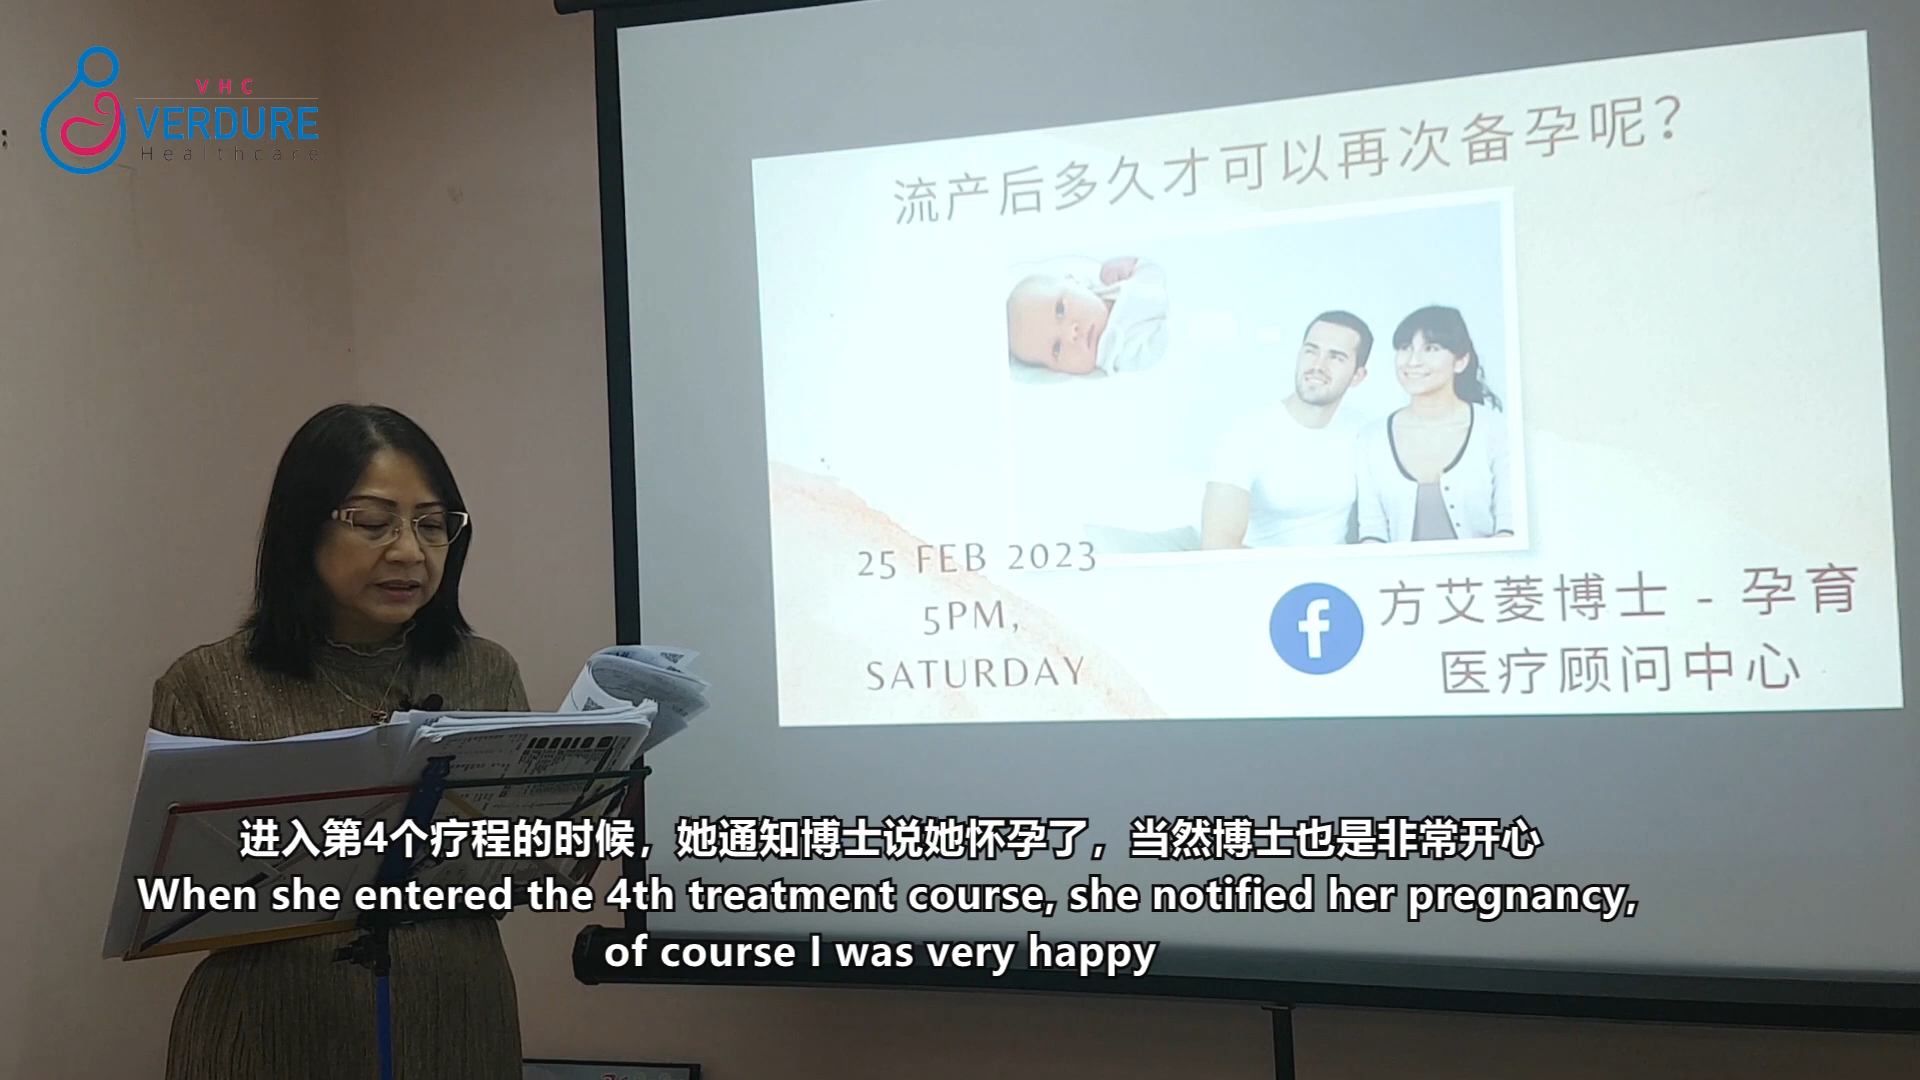 VHC
VERDURE
Healthcare
流产后多久才可以再次备孕呢?
25 FEB 2023
5PM,
SATURDAY
f
方艾菱博士 - 孕育
医疗顾问中心
进入第4个疗程的时候，她通知博士说她怀孕了，当然博士也是非常开心
When she entered the 4th treatment course, she notified her pregnancy,
of course I was very happy